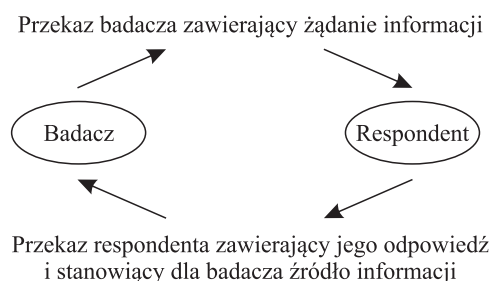 Przekaz badacza zawierający żądanie informacji
Badacz
Respondent
Przekaz respondenta zawierający jego odpowiedź
i stanowiący dla badacza źródło informacji